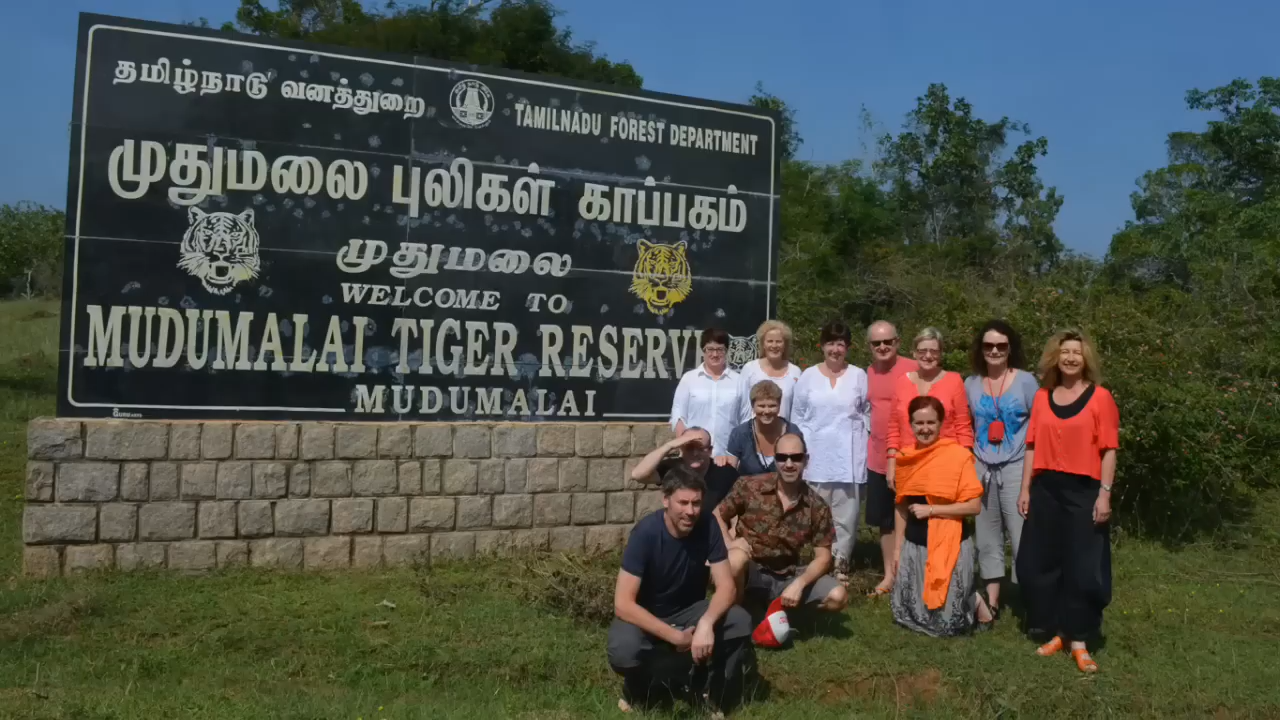 தமிழ்நாடு வனத்துறை TAMILNADU FOREST DEPARTMENT
முதுமலை புலிகள் காப்பகம்
முதுமலை
WELCOME TO
MUDUMALAI TIGER RESERVE
MUDUMALAI